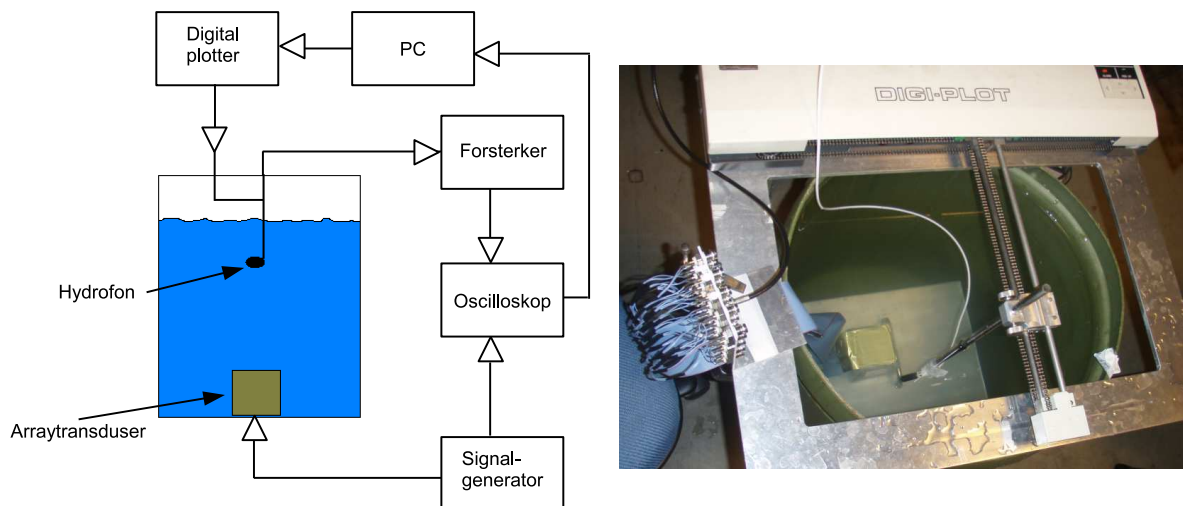 Digital
plotter
PC
Forsterker
Hydrofon
Oscilloskop
Arraytransduser
Signal-
generator
DIGI-PLOT